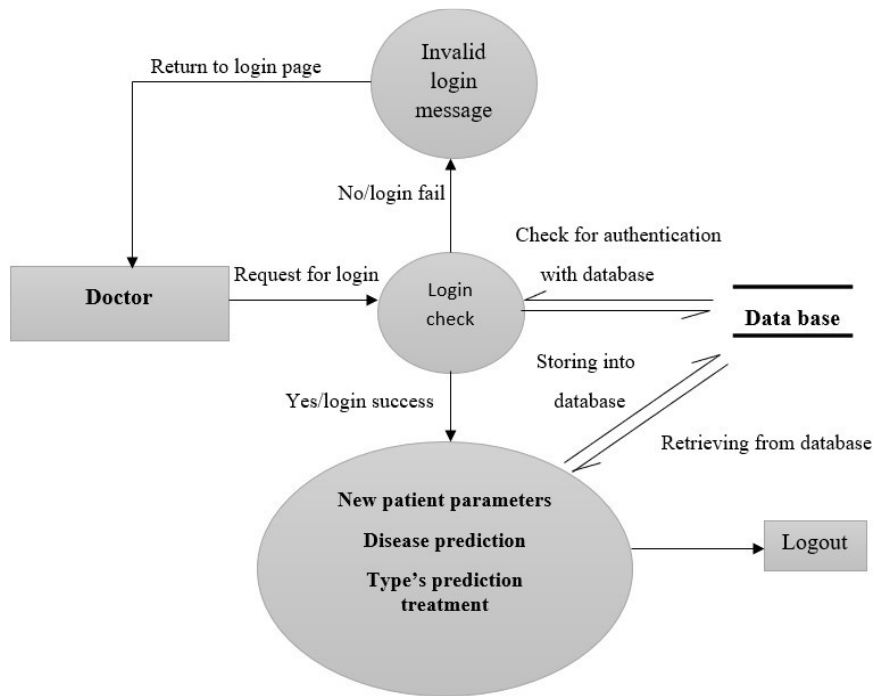 Invalid
login
message
Return to login page
No/login fail
Check for authentication
with database
Doctor
Request for login
Login
check
Data base
Storing into
database
Yes/login success
Retrieving from database
New patient parameters
Disease prediction
Type's prediction
treatment
Logout